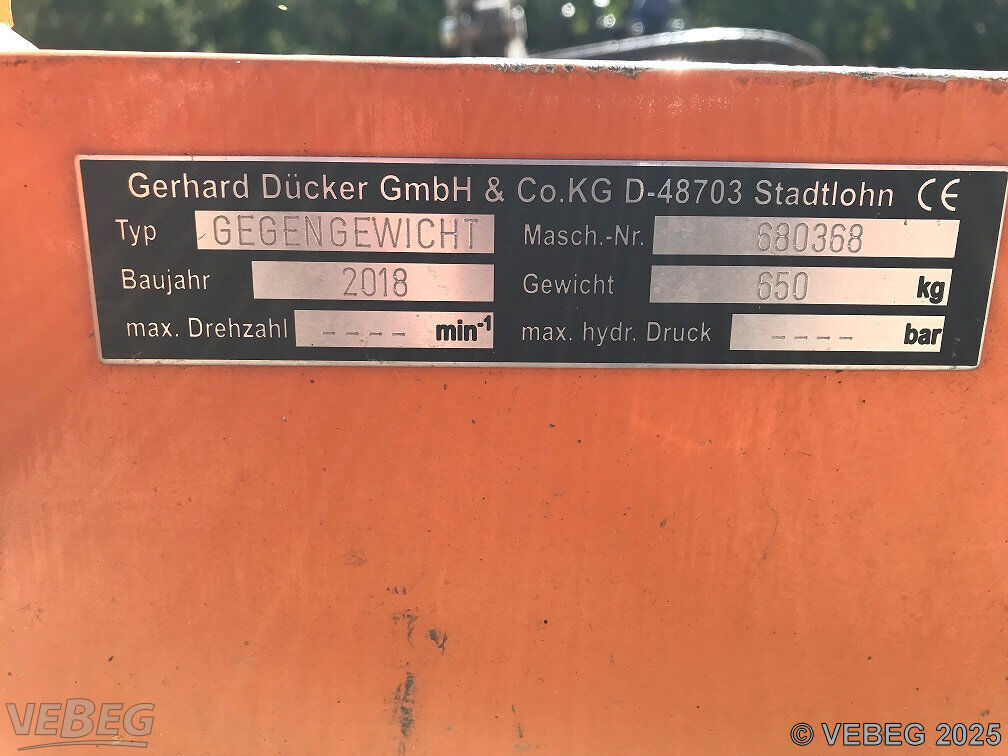 Gerhard Dücker GmbH & Co.KG D-48703 Stadtlohn CE
Typ GEGENGEWICHT Masch.-Nr. 680368
Baujahr 2018 Gewicht 650 kg
max. Drehzahl ---- min-1 max. hydr. Druck ---- bar
VEBEG
© VEBEG 2025